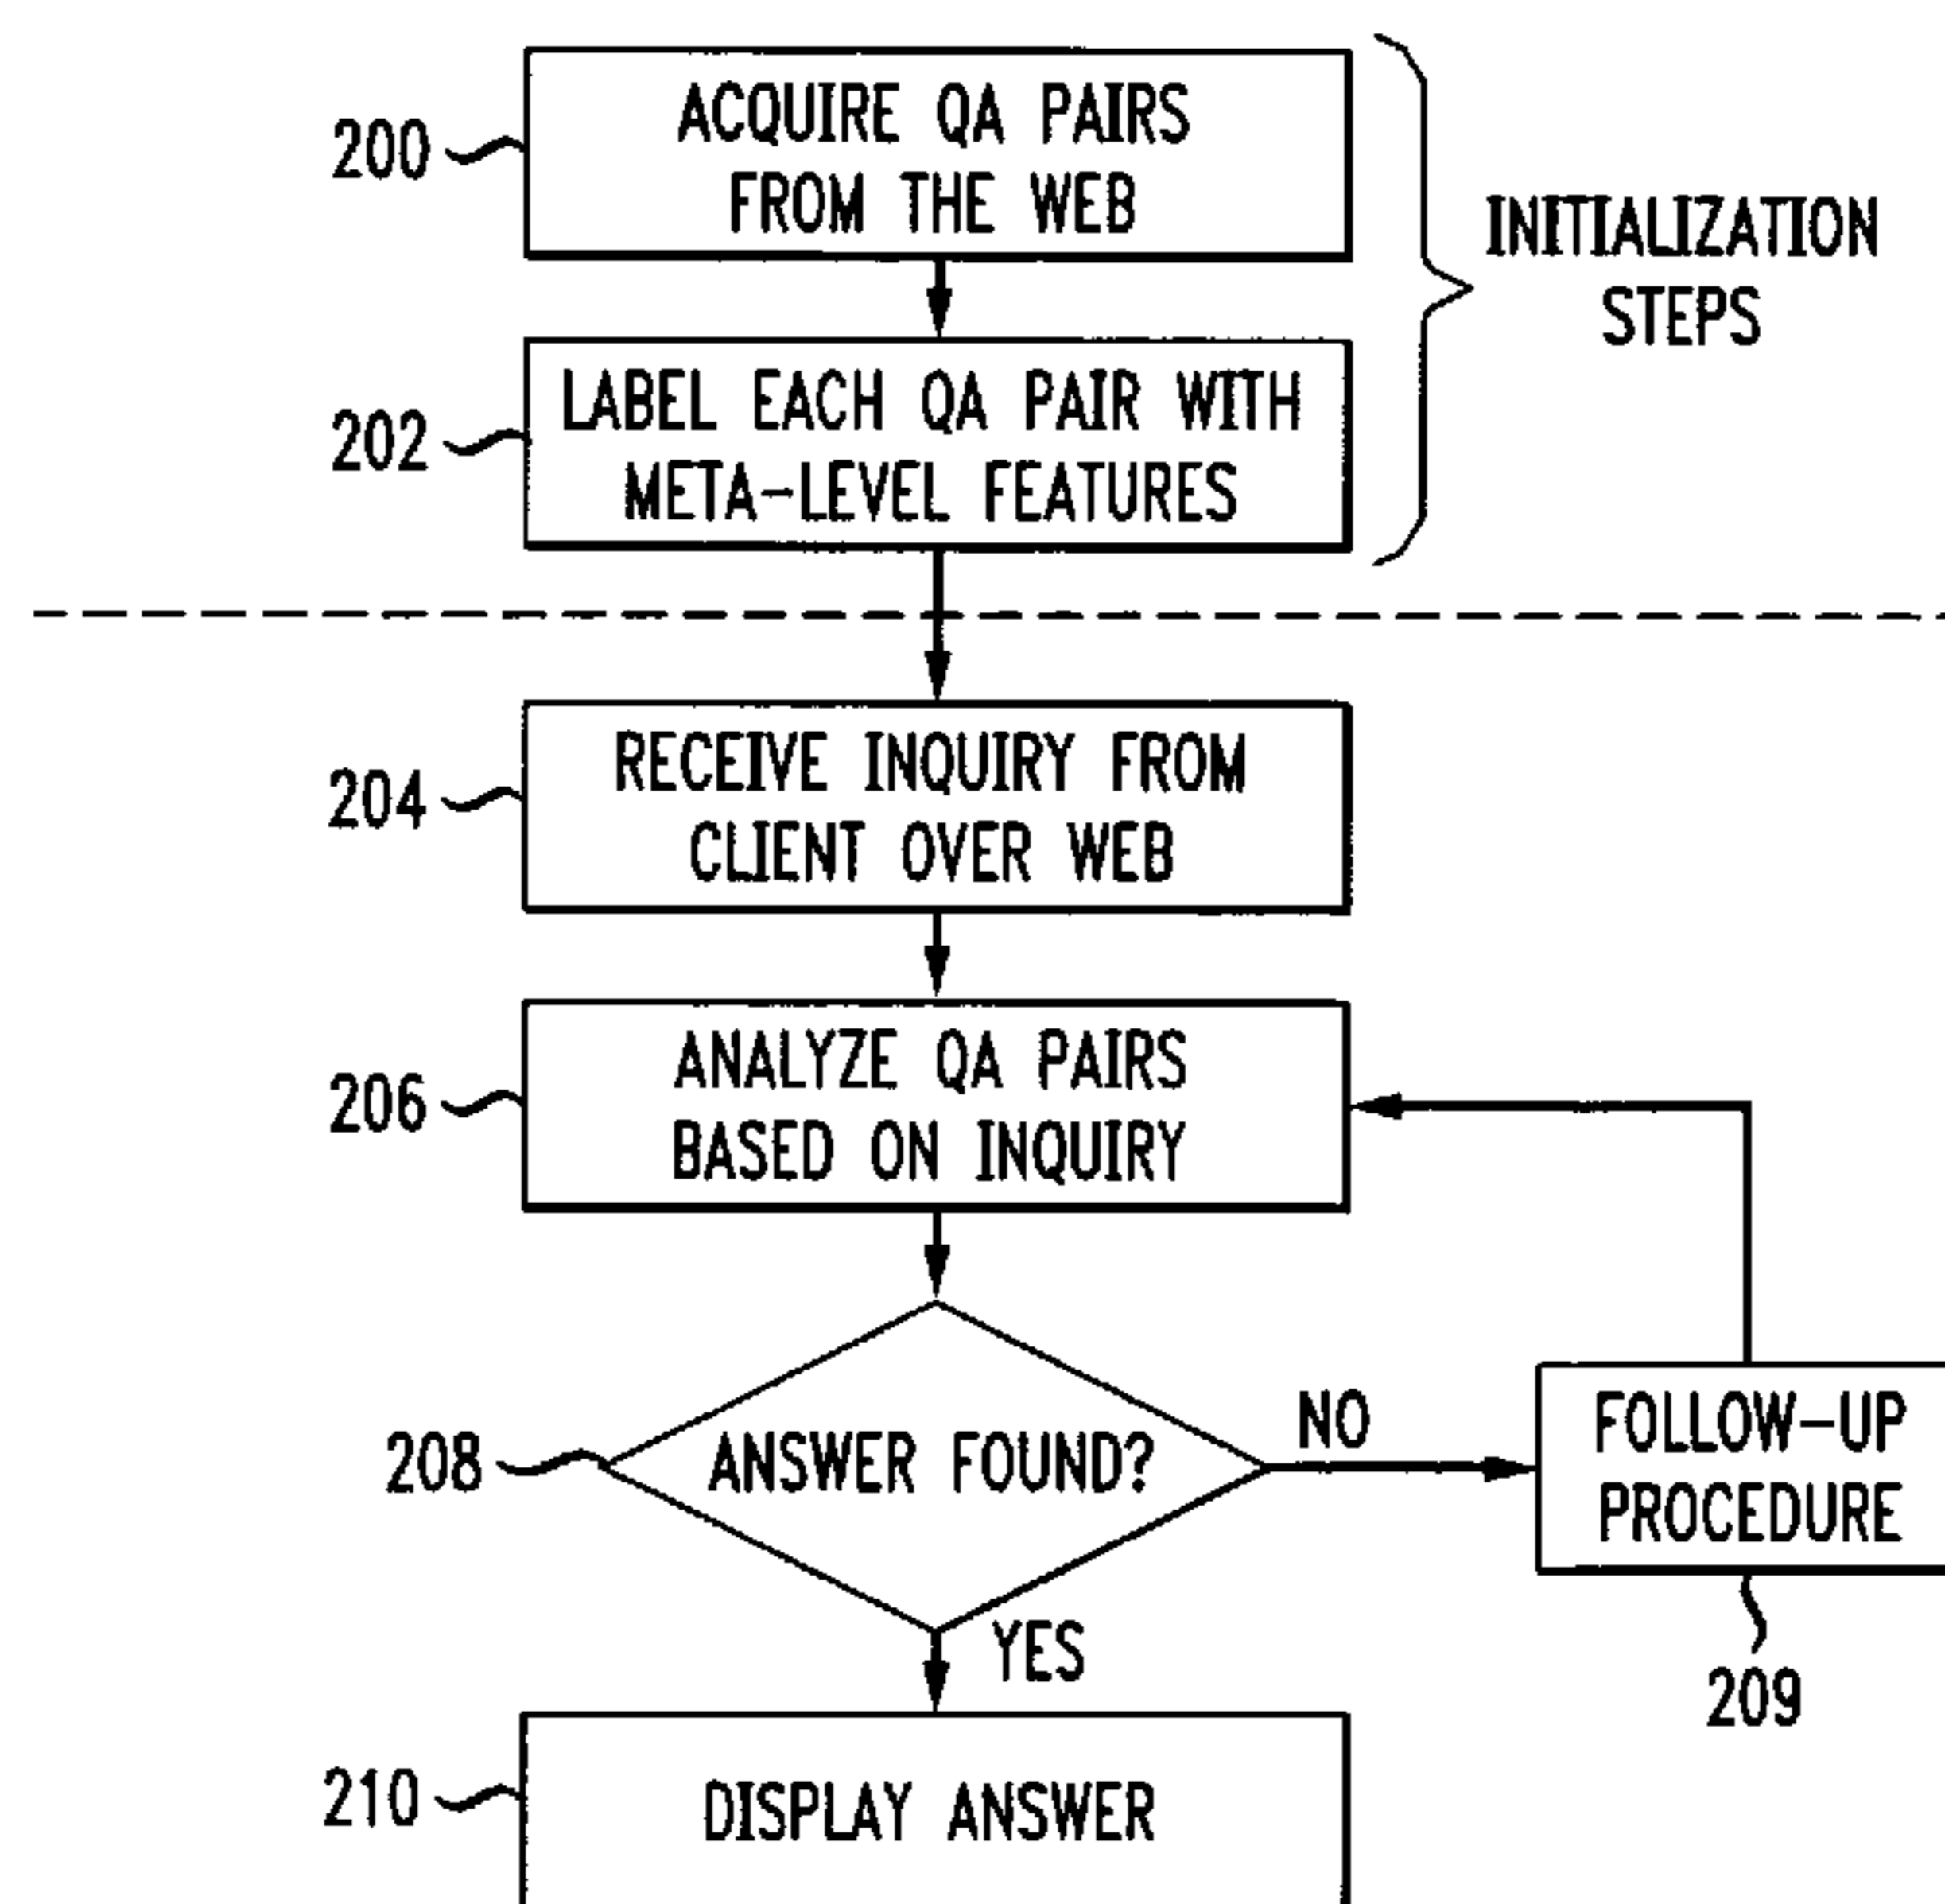 200
ACQUIRE QA PAIRS
FROM THE WEB
INITIALIZATION
STEPS
202
LABEL EACH QA PAIR WITH
META-LEVEL FEATURES
204
RECEIVE INQUIRY FROM
CLIENT OVER WEB
206
ANALYZE QA PAIRS
BASED ON INQUIRY
208
ANSWER FOUND?
NO
FOLLOW-UP
PROCEDURE
209
YES
210
DISPLAY ANSWER